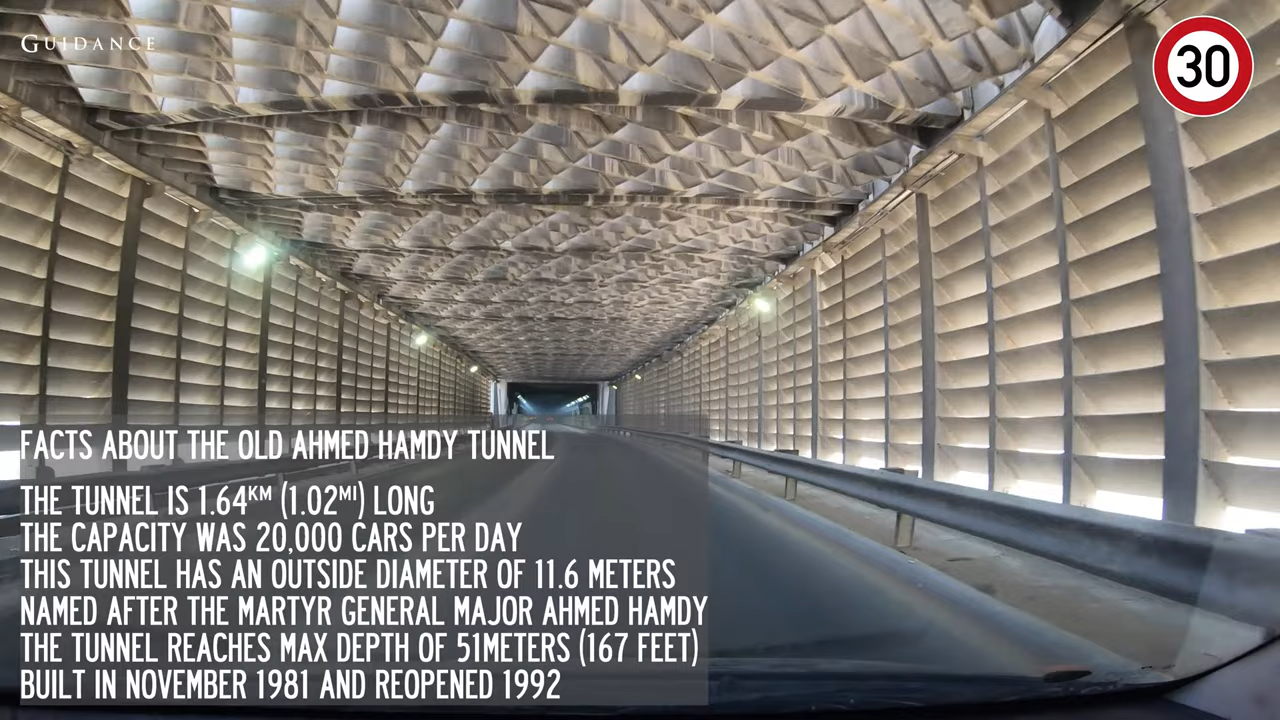 GUIDANCE
30
FACTS ABOUT THE OLD AHMED HAMDY TUNNEL
THE TUNNEL IS 1.64KM (1.02MI) LONG
THE CAPACITY WAS 20,000 CARS PER DAY
THIS TUNNEL HAS AN OUTSIDE DIAMETER OF 11.6 METERS
NAMED AFTER THE MARTYR GENERAL MAJOR AHMED HAMDY
THE TUNNEL REACHES MAX DEPTH OF 51METERS (167 FEET)
BUILT IN NOVEMBER 1981 AND REOPENED 1992